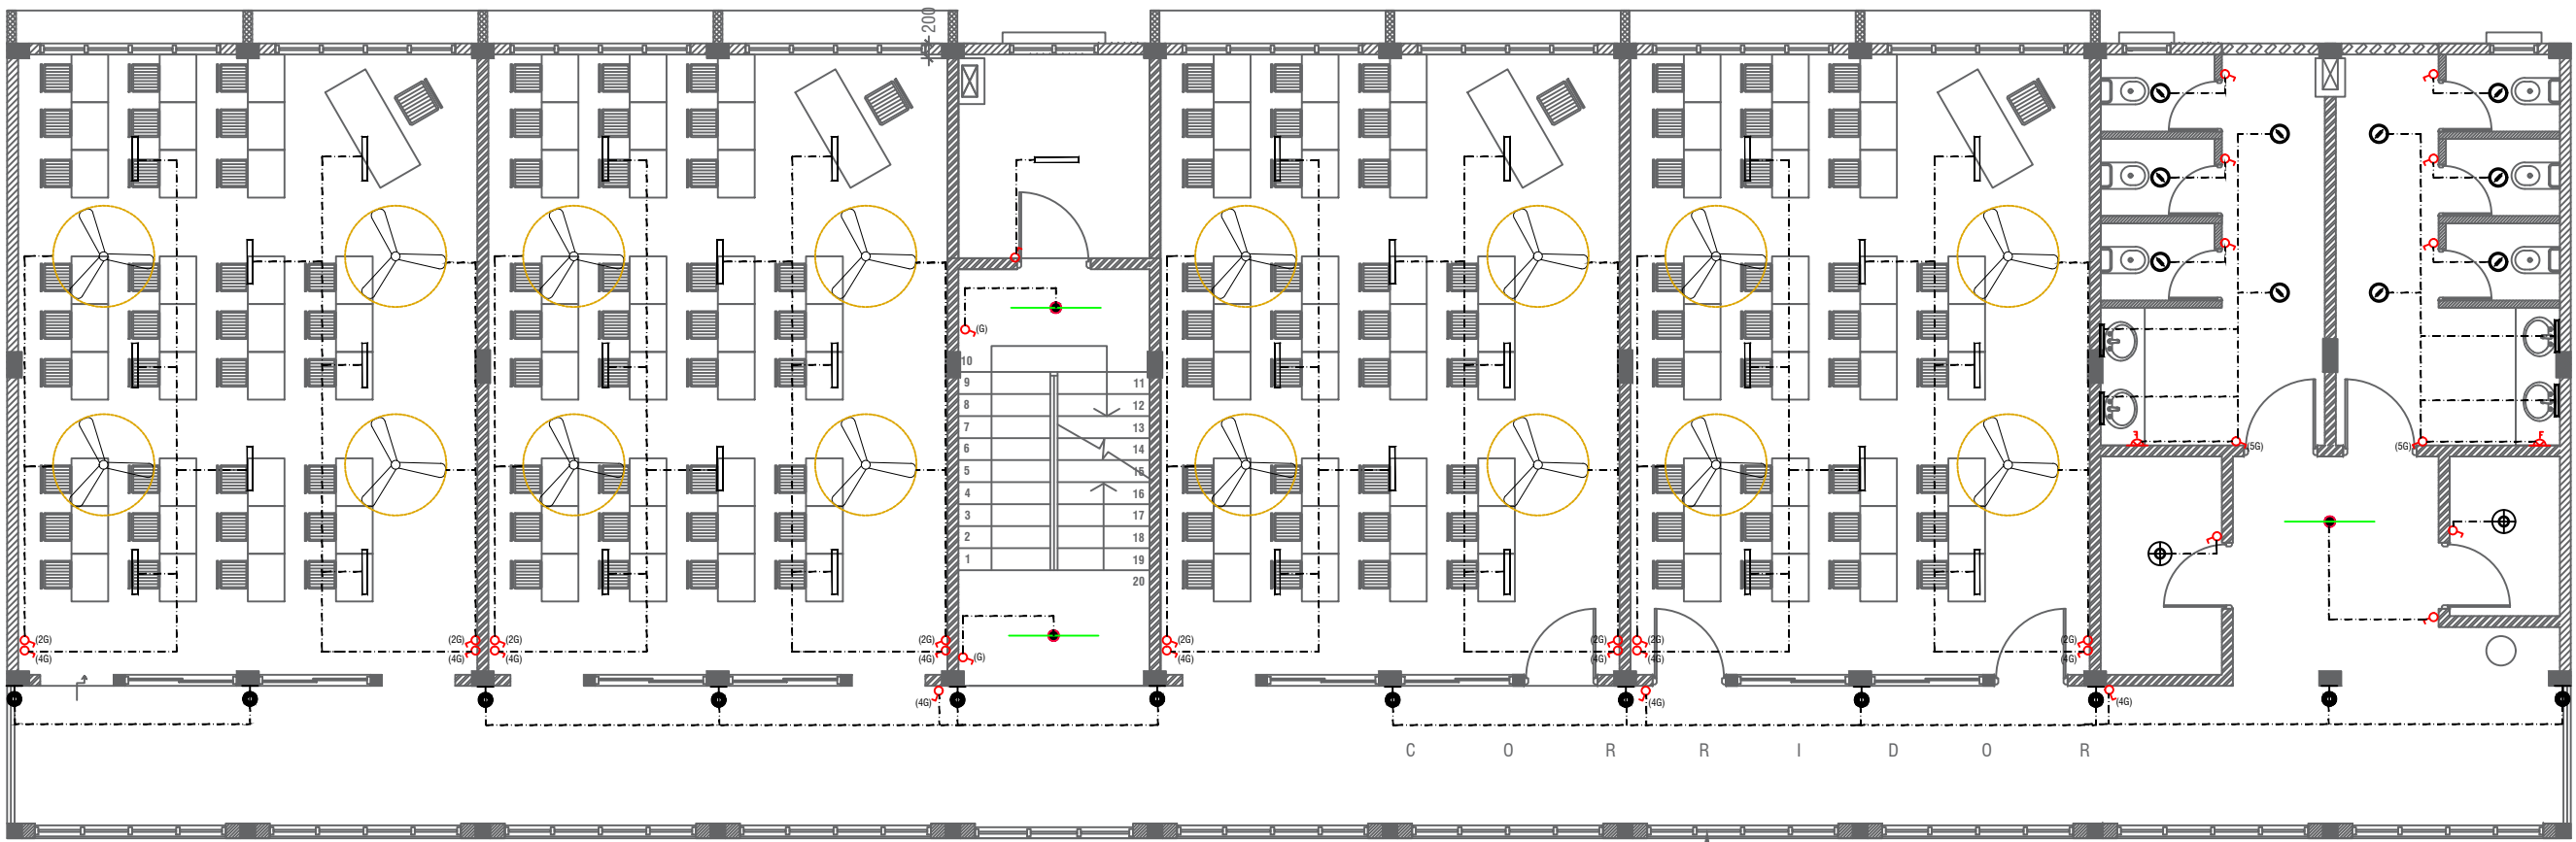 200
(G)
10
9 11
8 12
7 13
6 14
5 15
4 16
3 17
2 18
1 19
20
(5G) (5G)
(2G) (2G) (2G) (2G) (2G) (2G) (2G) (2G)
(4G) (4G) (4G) (4G) (4G) (4G) (4G) (4G)
(G)
(4G) (4G) (4G)
C O R R I D O R